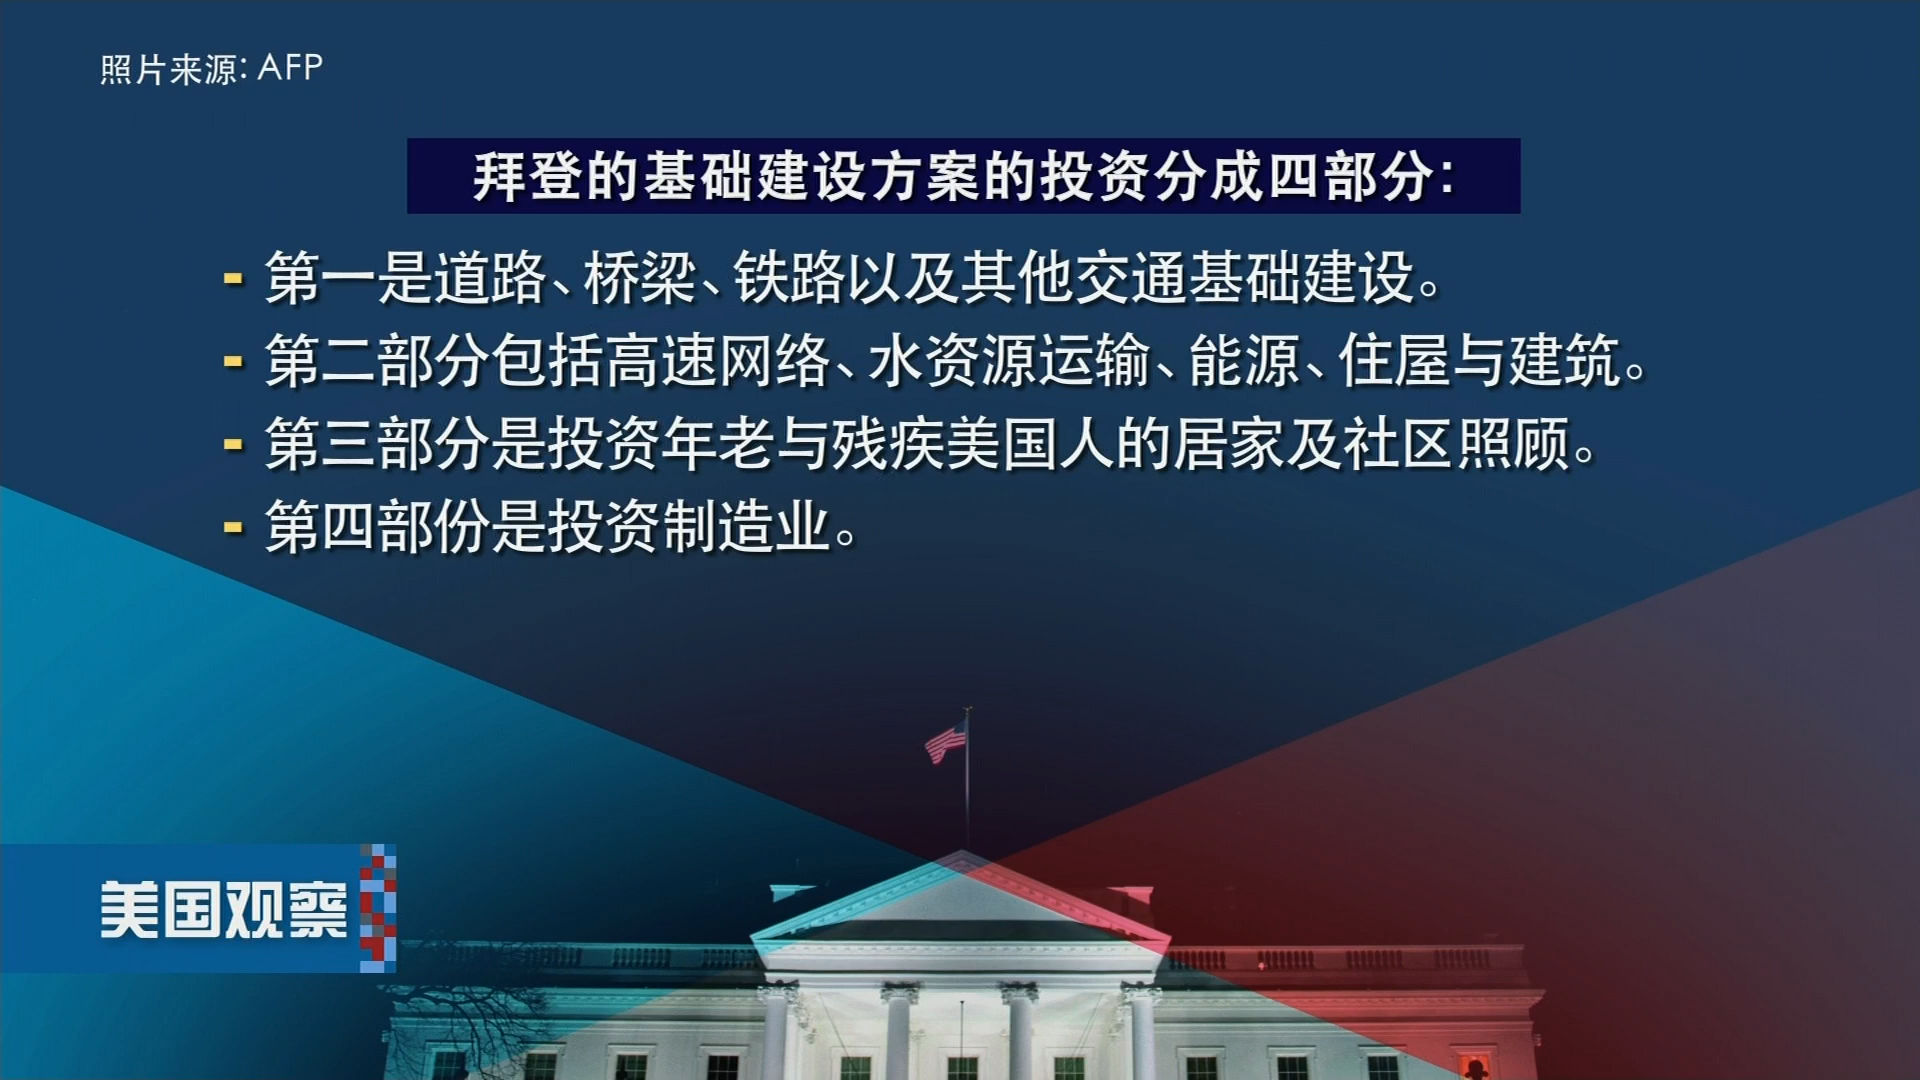 照片来源: AFP
拜登的基础建设方案的投资分成四部分:
- 第一是道路、桥梁、铁路以及其他交通基础建设。
- 第二部分包括高速网络、水资源运输、能源、住屋与建筑。
- 第三部分是投资年老与残疾美国人的居家及社区照顾。
- 第四部份是投资制造业。
美国观察